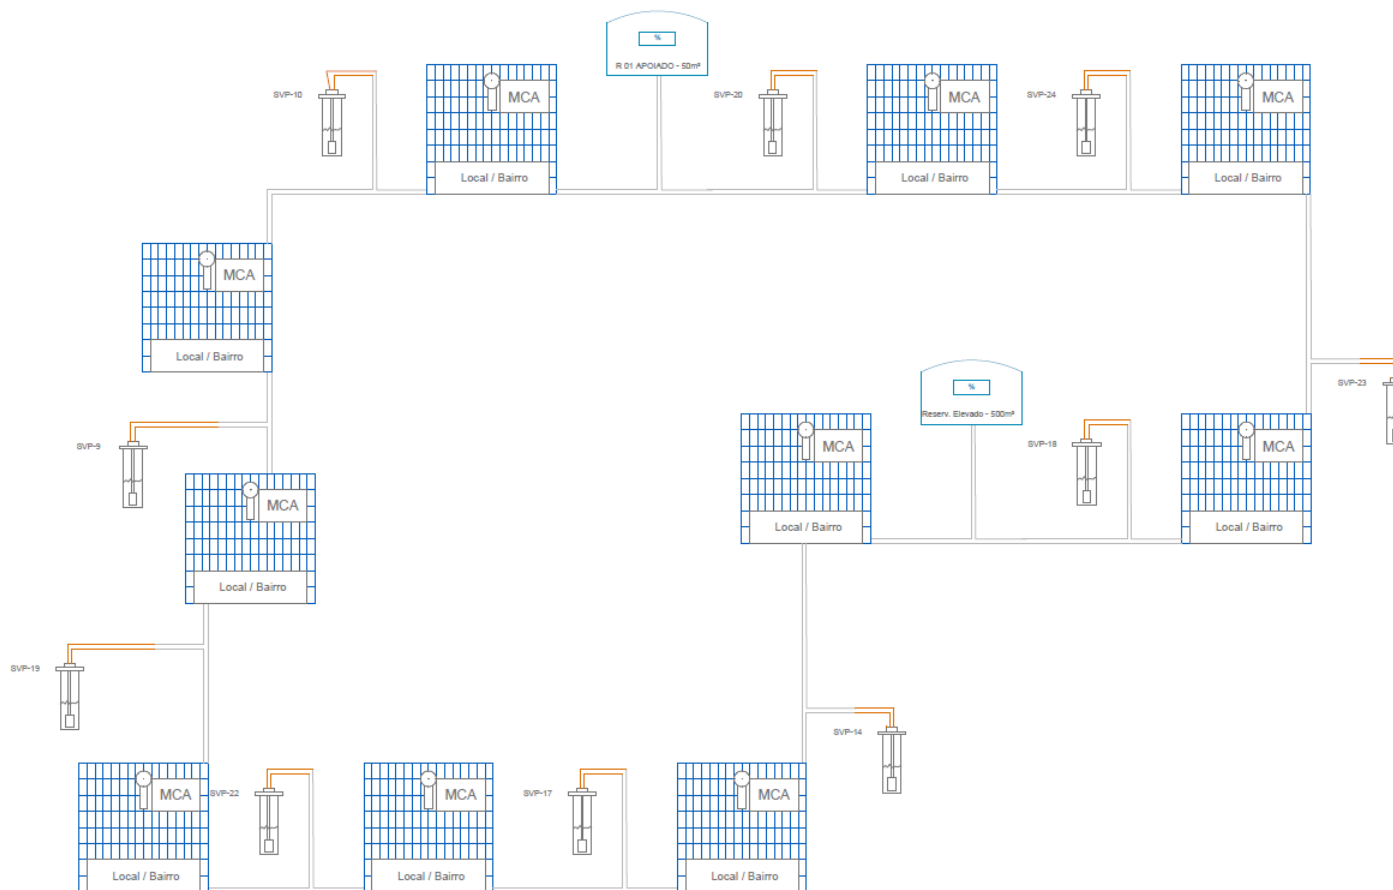 %
R 01 APOIADO - 50m³
SVP-10
MCA
Local / Bairro
SVP-20
MCA
Local / Bairro
SVP-24
MCA
Local / Bairro
MCA
Local / Bairro
%
Reserv. Elevado - 500m³
SVP-23
SVP-9
MCA
Local / Bairro
SVP-18
MCA
Local / Bairro
MCA
Local / Bairro
SVP-19
SVP-14
MCA
Local / Bairro
SVP-22
MCA
Local / Bairro
SVP-17
MCA
Local / Bairro